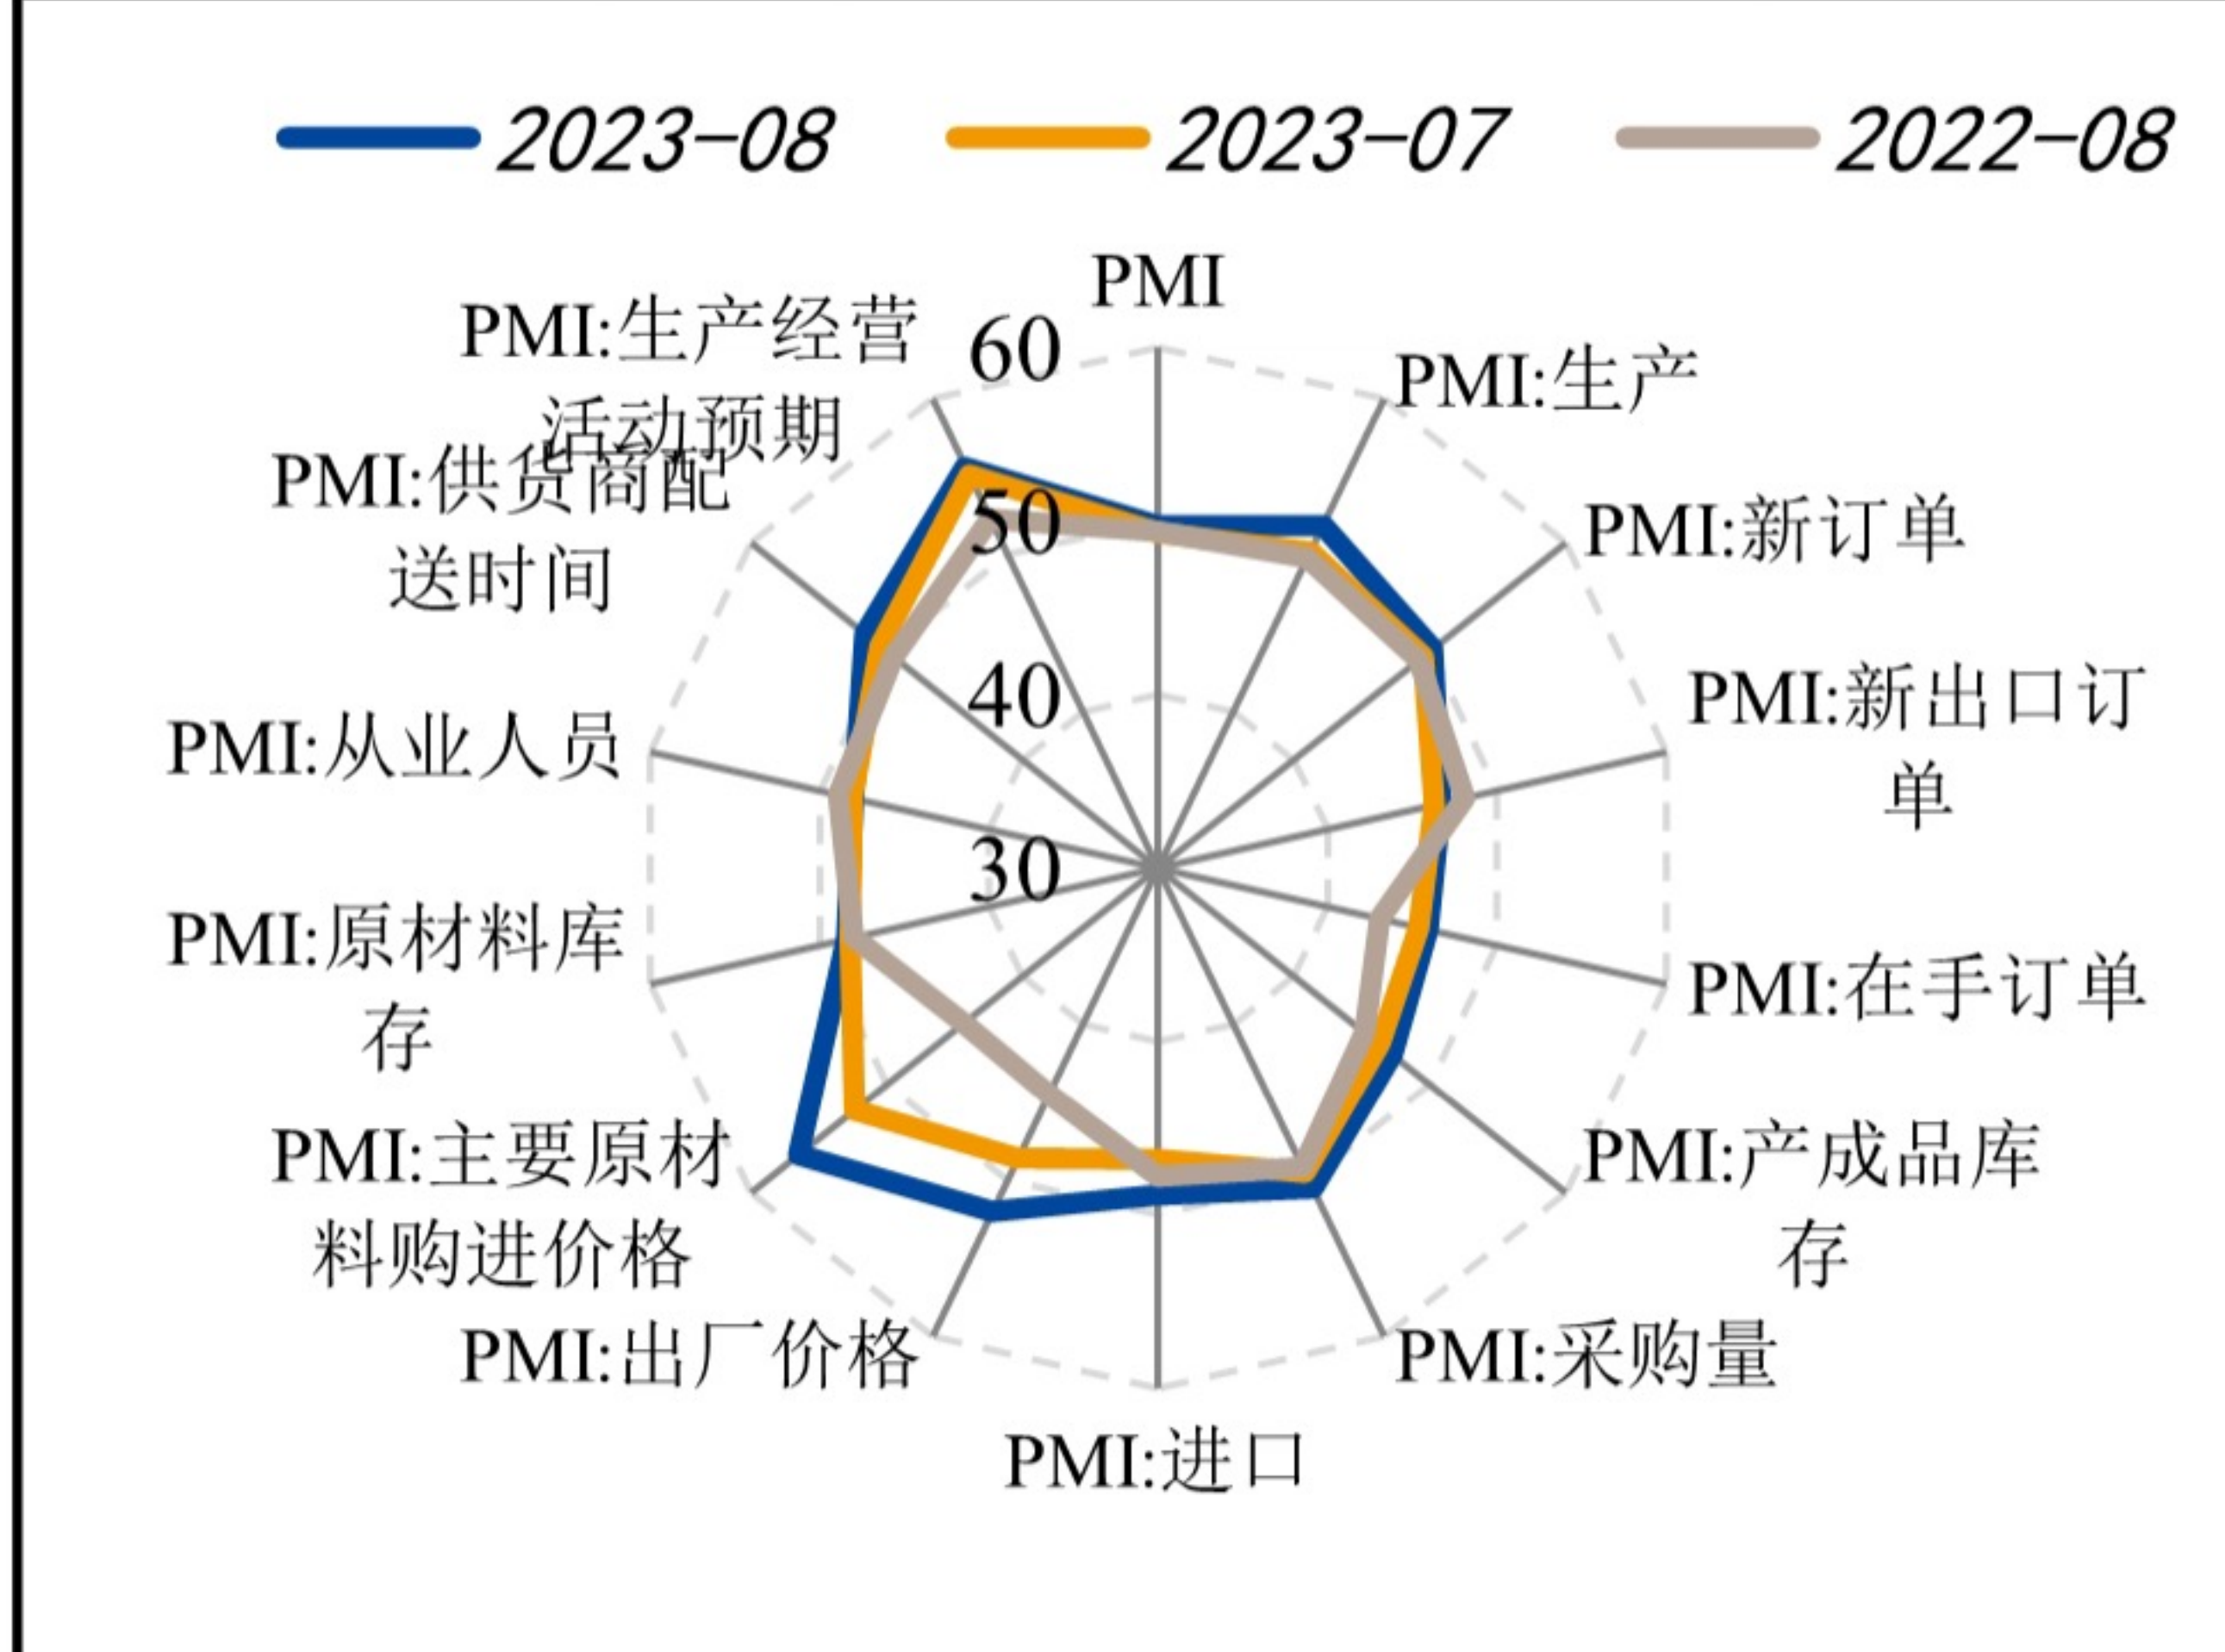 2023-08 2023-07 2022-08
PMI
PMI:生产经营
活动预期
60
PMI:生产
PMI:供货商配
送时间
50
PMI:新订单
PMI:从业人员
40
PMI:新出口订
单
30
PMI:原材料库
存
PMI:在手订单
PMI:主要原材
料购进价格
PMI:产成品库
存
PMI:出厂价格
PMI:采购量
PMI:进口